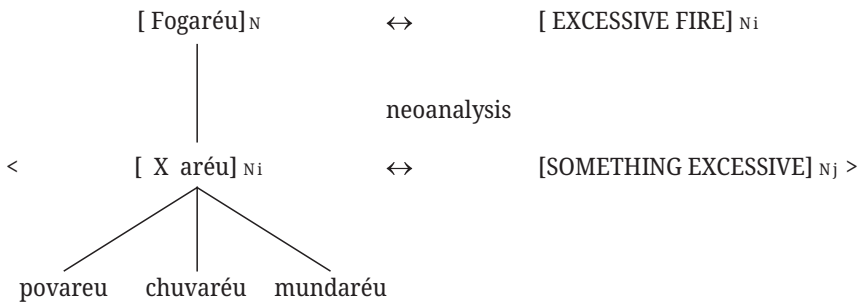 [ Fogaréu] N ↔ [ EXCESSIVE FIRE] Ni
neoanalysis
< [ X aréu] Ni ↔ [SOMETHING EXCESSIVE] Nj >
povareu chuvaréu mundaréu